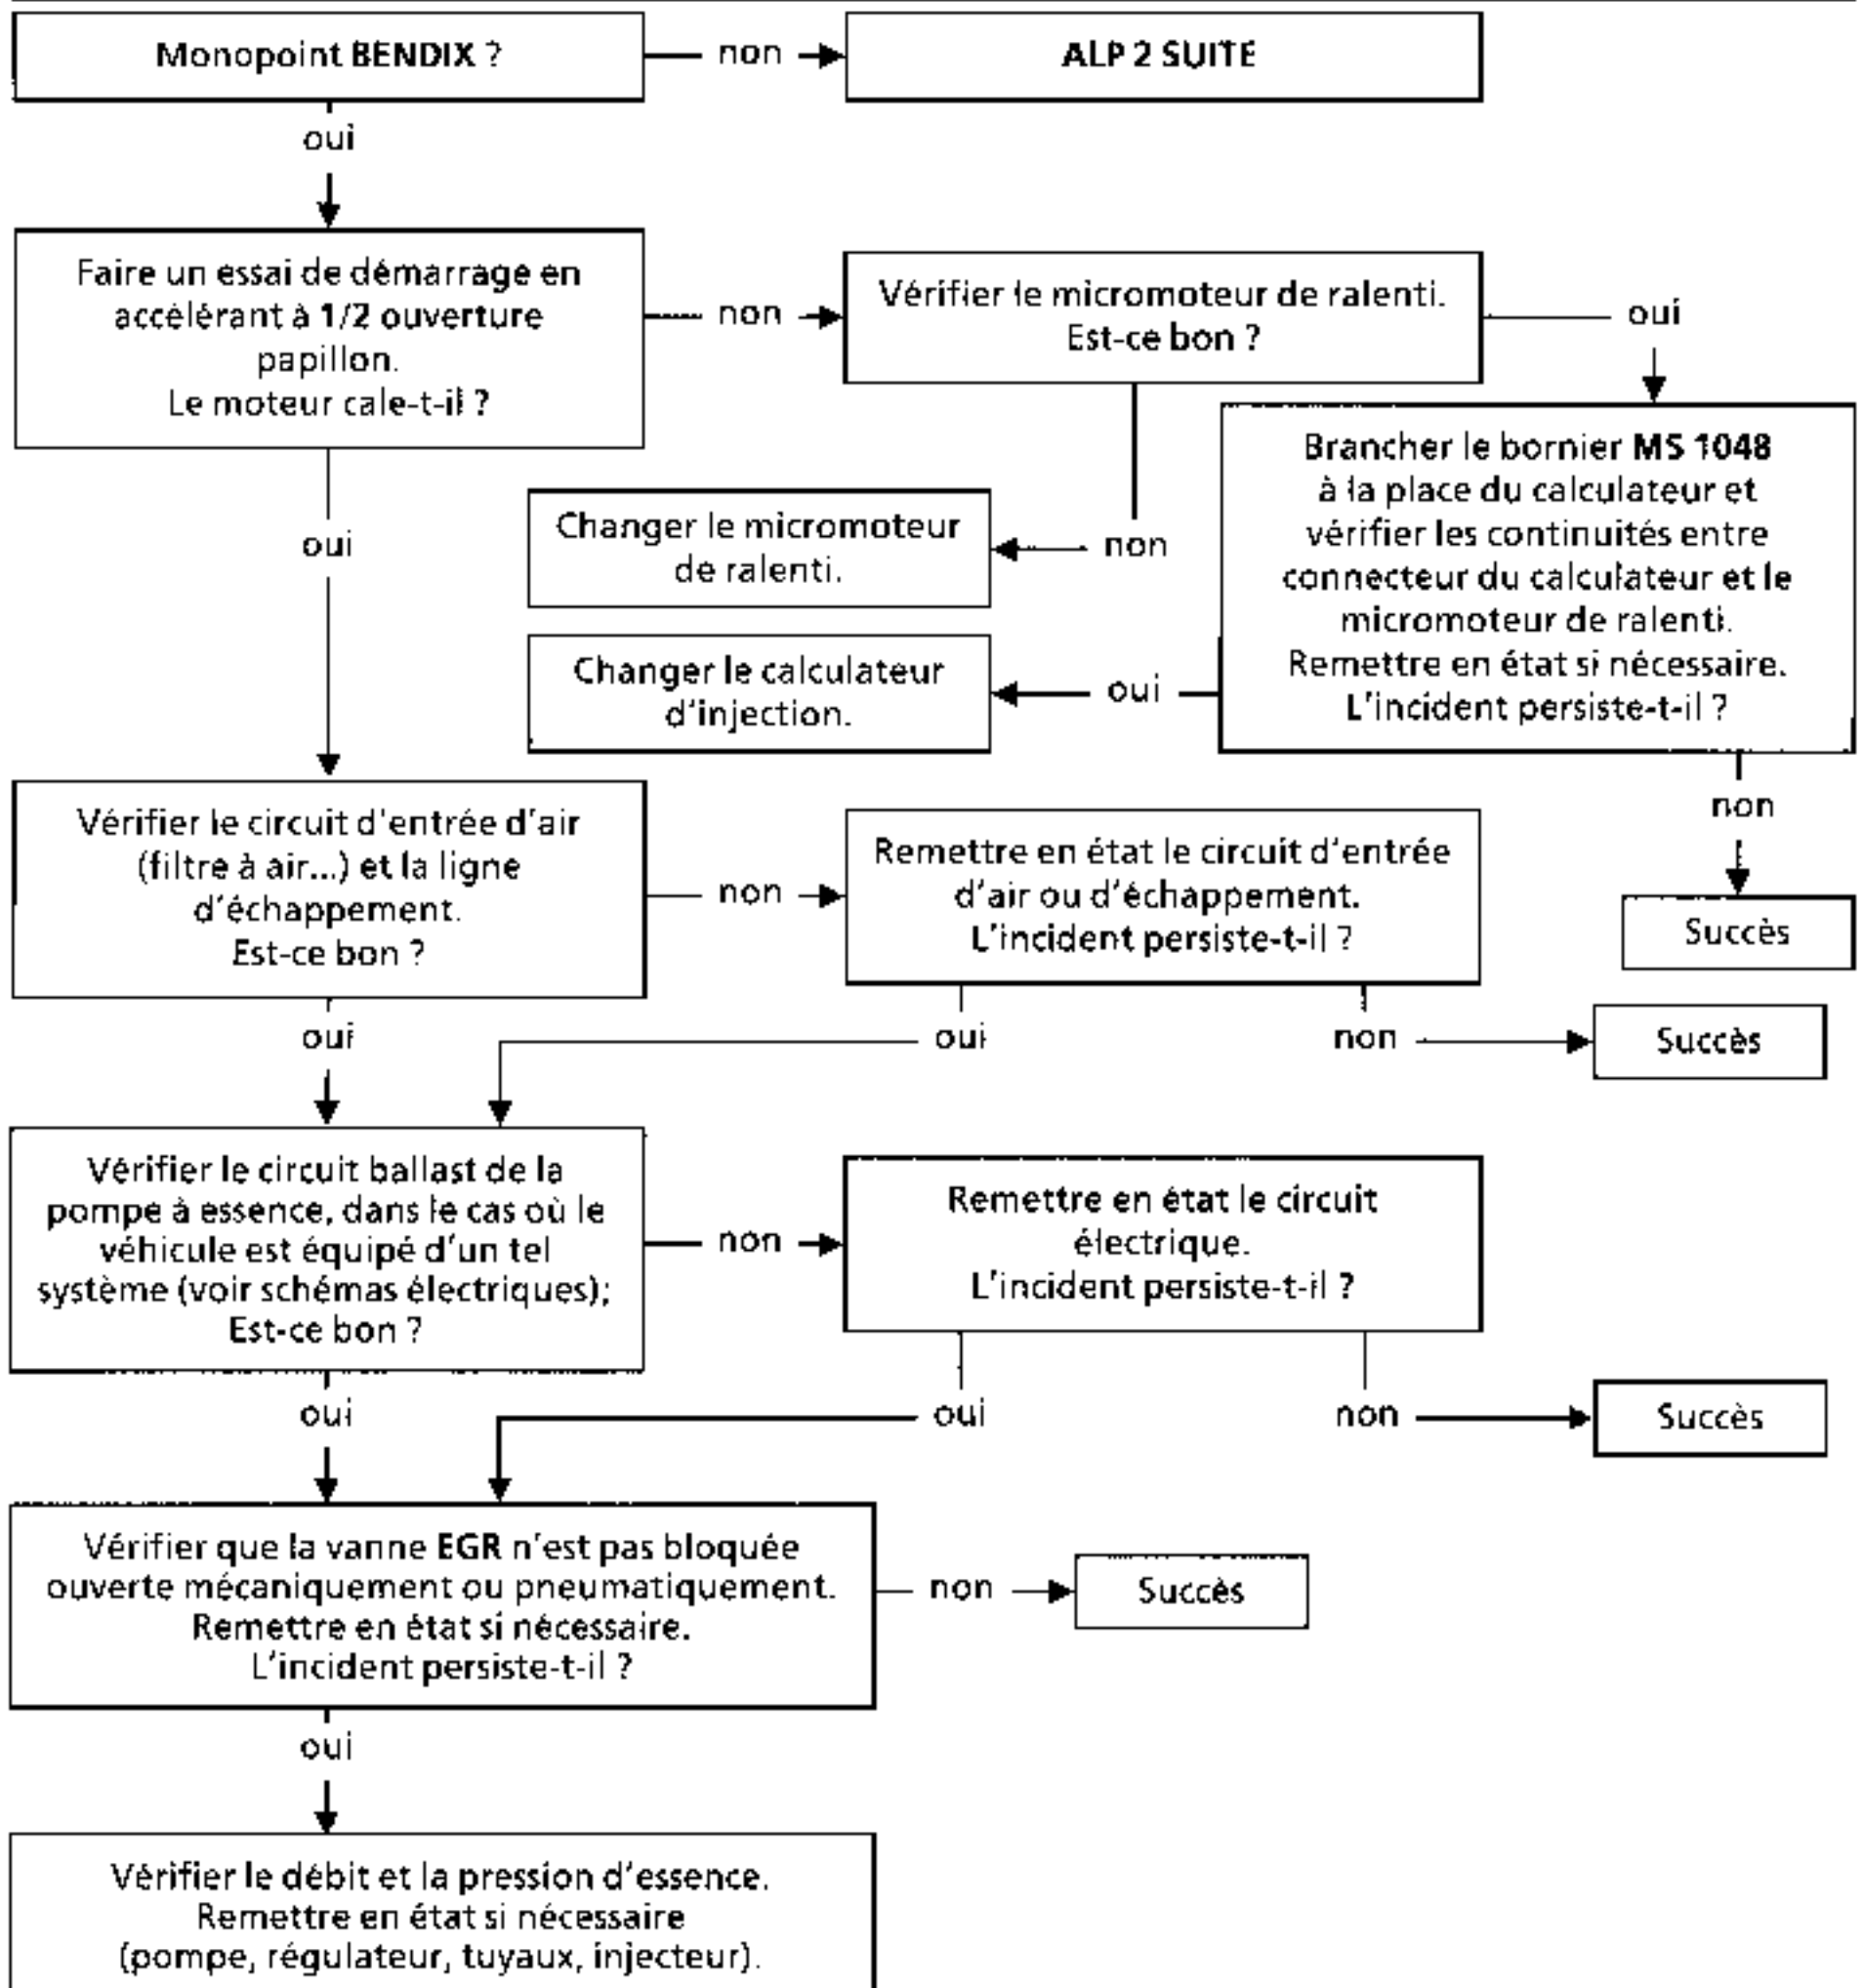 Monopoint BENDIX ?
non
ALP 2 SUITE
oui
Faire un essai de démarrage en
accélérant à 1/2 ouverture
papillon.
Le moteur cale-t-il ?
non
Vérifier le micromoteur de ralenti.
Est-ce bon ?
oui
Brancher le bornier MS 1048
à la place du calculateur et
vérifier les continuités entre
connecteur du calculateur et le
micromoteur de ralenti.
Remettre en état si nécessaire.
L'incident persiste-t-il ?
oui
non
Changer le micromoteur
de ralenti.
oui
Changer le calculateur
d'injection.
non
Succès
Vérifier le circuit d'entrée d'air
(filtre à air...) et la ligne
d'échappement.
Est-ce bon ?
non
Remettre en état le circuit d'entrée
d'air ou d'échappement.
L'incident persiste-t-il ?
oui
oui
non
Succès
Vérifier le circuit ballast de la
pompe à essence, dans le cas où le
véhicule est équipé d'un tel
système (voir schémas électriques);
Est-ce bon ?
non
Remettre en état le circuit
électrique.
L'incident persiste-t-il ?
oui
oui
non
Succès
Vérifier que la vanne EGR n'est pas bloquée
ouverte mécaniquement ou pneumatiquement.
Remettre en état si nécessaire.
L'incident persiste-t-il ?
non
Succès
oui
Vérifier le débit et la pression d'essence.
Remettre en état si nécessaire
(pompe, régulateur, tuyaux, injecteur).